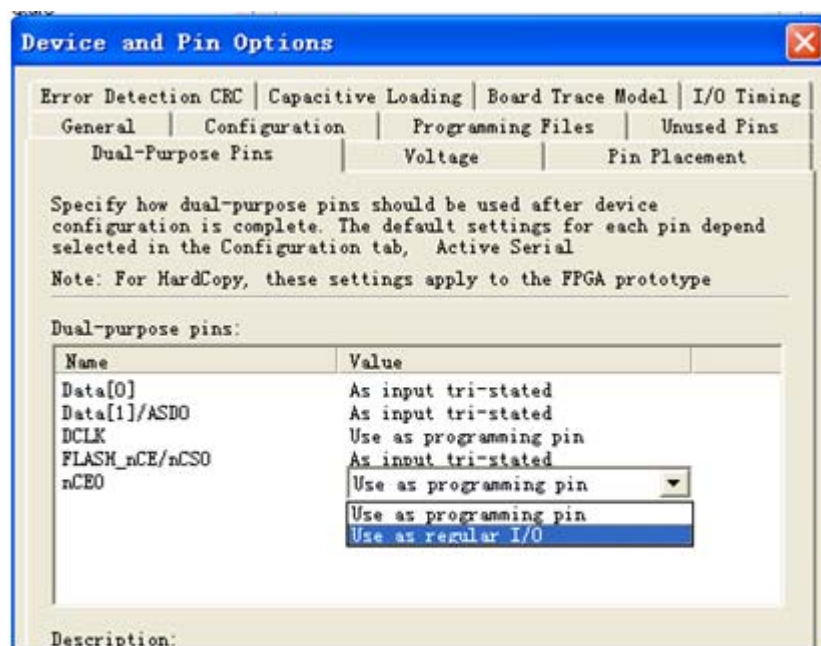 Device and Pin Options
Error Detection CRC Capacitive Loading Board Trace Model I/O Timing
General Configuration Programming Files Unused Pins
Dual-Purpose Pins Voltage Pin Placement
Specify how dual-purpose pins should be used after device
configuration is complete. The default settings for each pin depend
selected in the Configuration tab, Active Serial
Note: For HardCopy, these settings apply to the FPGA prototype
Dual-purpose pins:
Name Value
Data[0] As input tri-stated
Data[1]/ASDO As input tri-stated
DCLK Use as programming pin
FLASH_nCE/nCSO As input tri-stated
nCEO Use as programming pin
Use as programming pin
Use as regular I/O
Description: